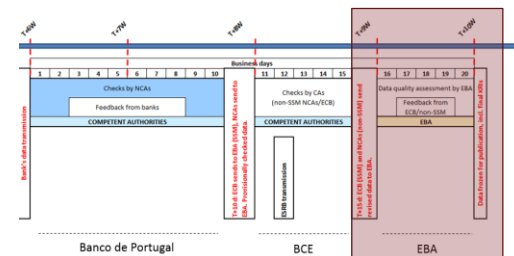 T+6W
T+7W
T+8W
T+9W
T+10W
Business days
1 2 3 4 5 6 7 8 9 10 11 12 13 14 15 16 17 18 19 20
Bank's data transmission
Checks by NCAs
Feedback from banks
COMPETENT AUTHORITIES
T+10 d: ECB sends to EBA (SSM), NCAs send to
EBA. Provisionally checked data.
Checks by CAs
(non-SSM NCAs/ECB)
COMPETENT AUTHORITIES
ESRB transmission
T+15 d: ECB (SSM) and NCAs (non-SSM) send
revised data to EBA.
Data quality assessment by EBA
Feedback from
ECB/non-SSM
EBA
Data frozen for publication, incl. final KRIs
Banco de Portugal
BCE
EBA